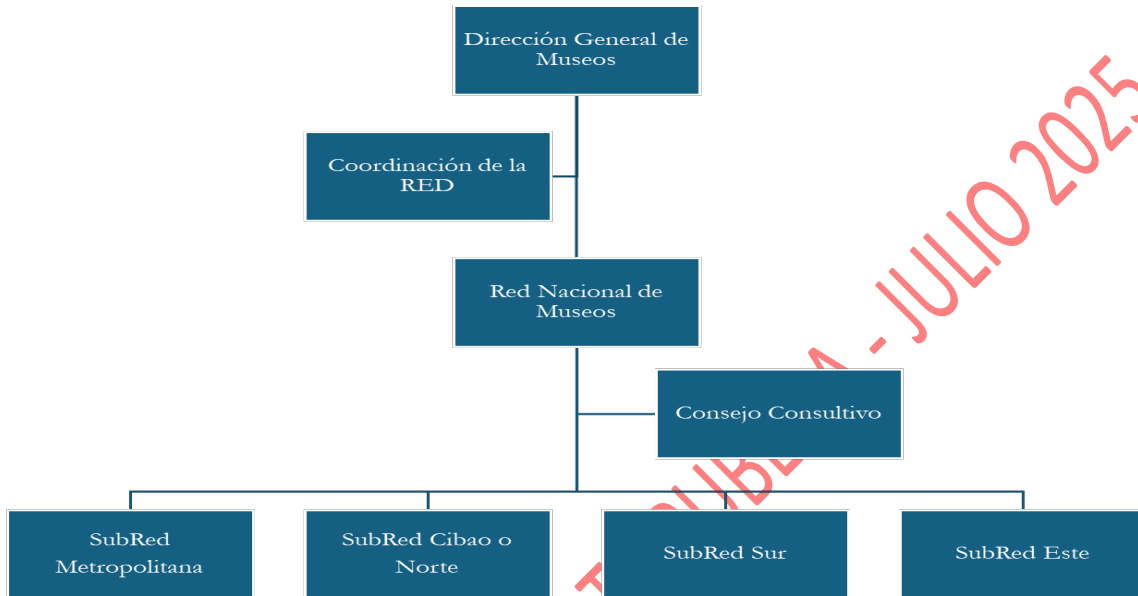 Dirección General de
Museos
Coordinación de la
RED
Red Nacional de
Museos
Consejo Consultivo
SubRed
Metropolitana
SubRed Cibao o
Norte
SubRed Sur
SubRed Este
- JULIO 2025